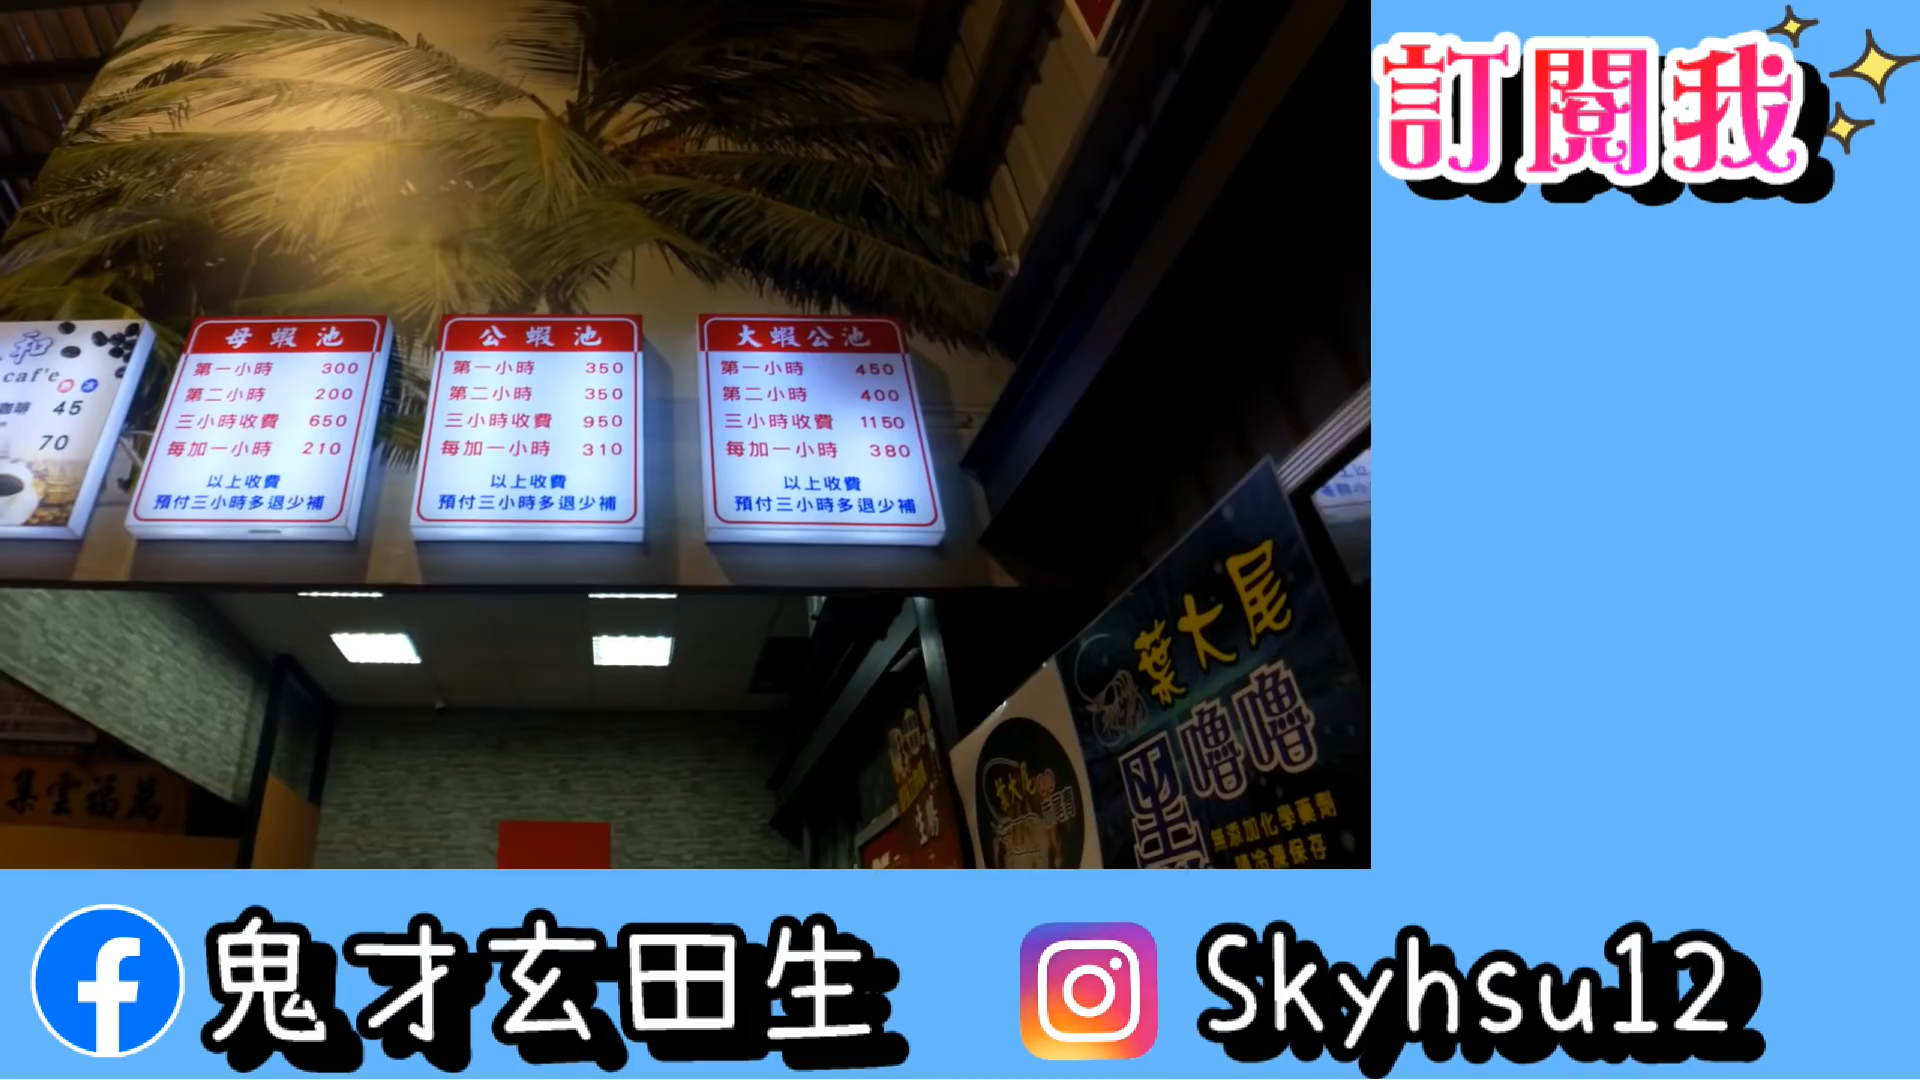 訂閱我
和
caf'e
咖啡 45
70
母蝦池
第一小時 300
第二小時 200
三小時收費 650
每加一小時 210
以上收費
預付三小時多退少補
公蝦池
第一小時 350
第二小時 350
三小時收費 950
每加一小時 310
以上收費
預付三小時多退少補
大蝦公池
第一小時 450
第二小時 400
三小時收費 1150
每加一小時 380
以上收費
預付三小時多退少補
葉大尾
黑嚕嚕
無添加化學藥劑
葉大尾
集雲福萬
鬼才玄田生
Skyhsu12